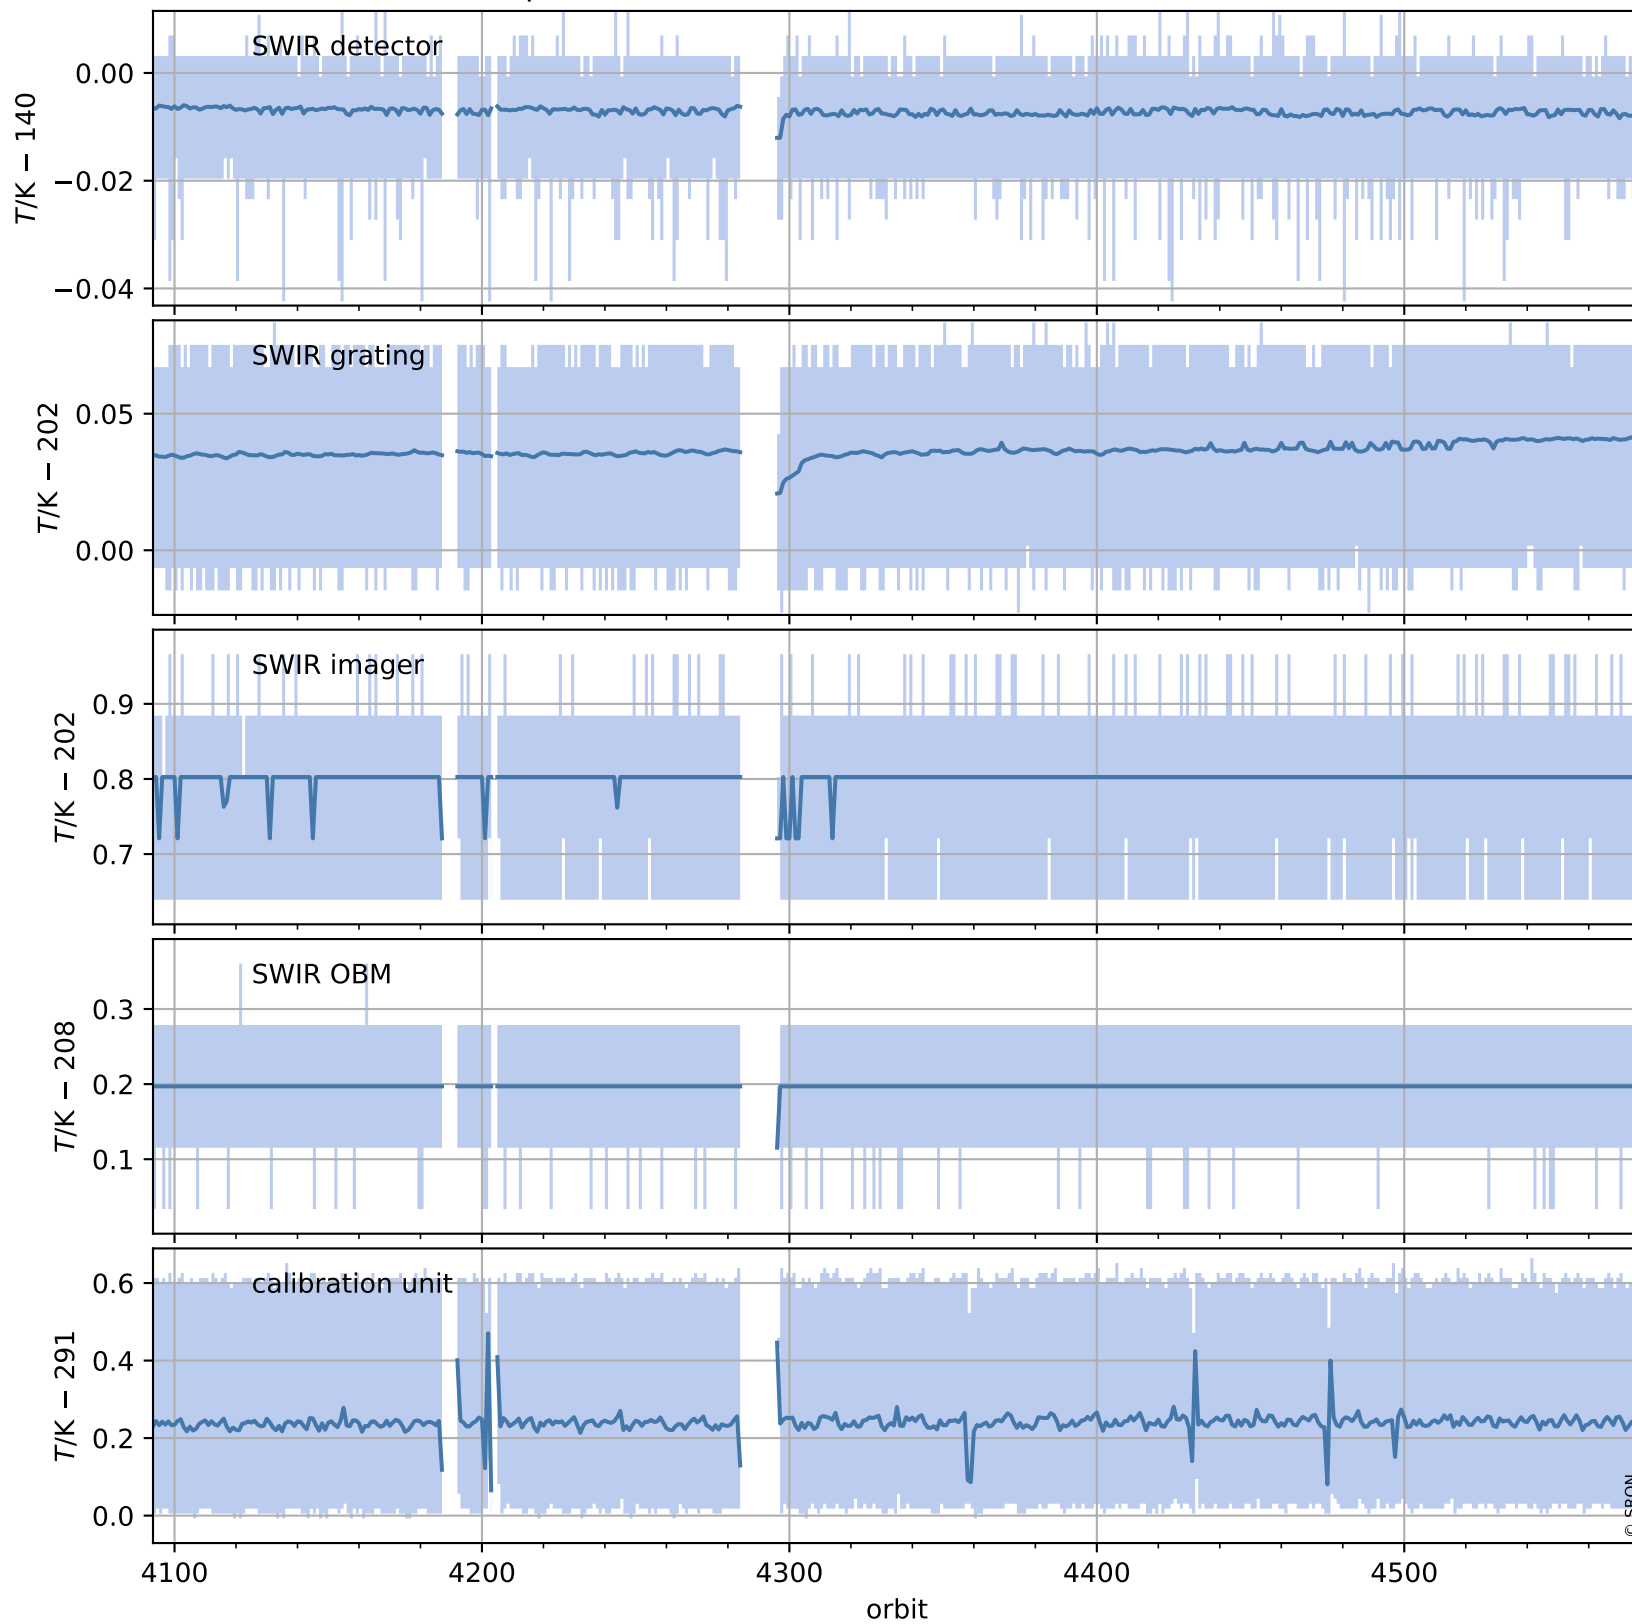 SWIR detector
0.00
−0.02
−0.04
T/K − 140
SWIR grating
0.05
0.00
T/K − 202
SWIR imager
0.9
0.8
0.7
T/K − 202
SWIR OBM
0.3
0.2
0.1
T/K − 208
calibration unit
0.6
0.4
0.2
0.0
T/K − 291
4100 4200 4300 4400 4500
orbit
© SRON